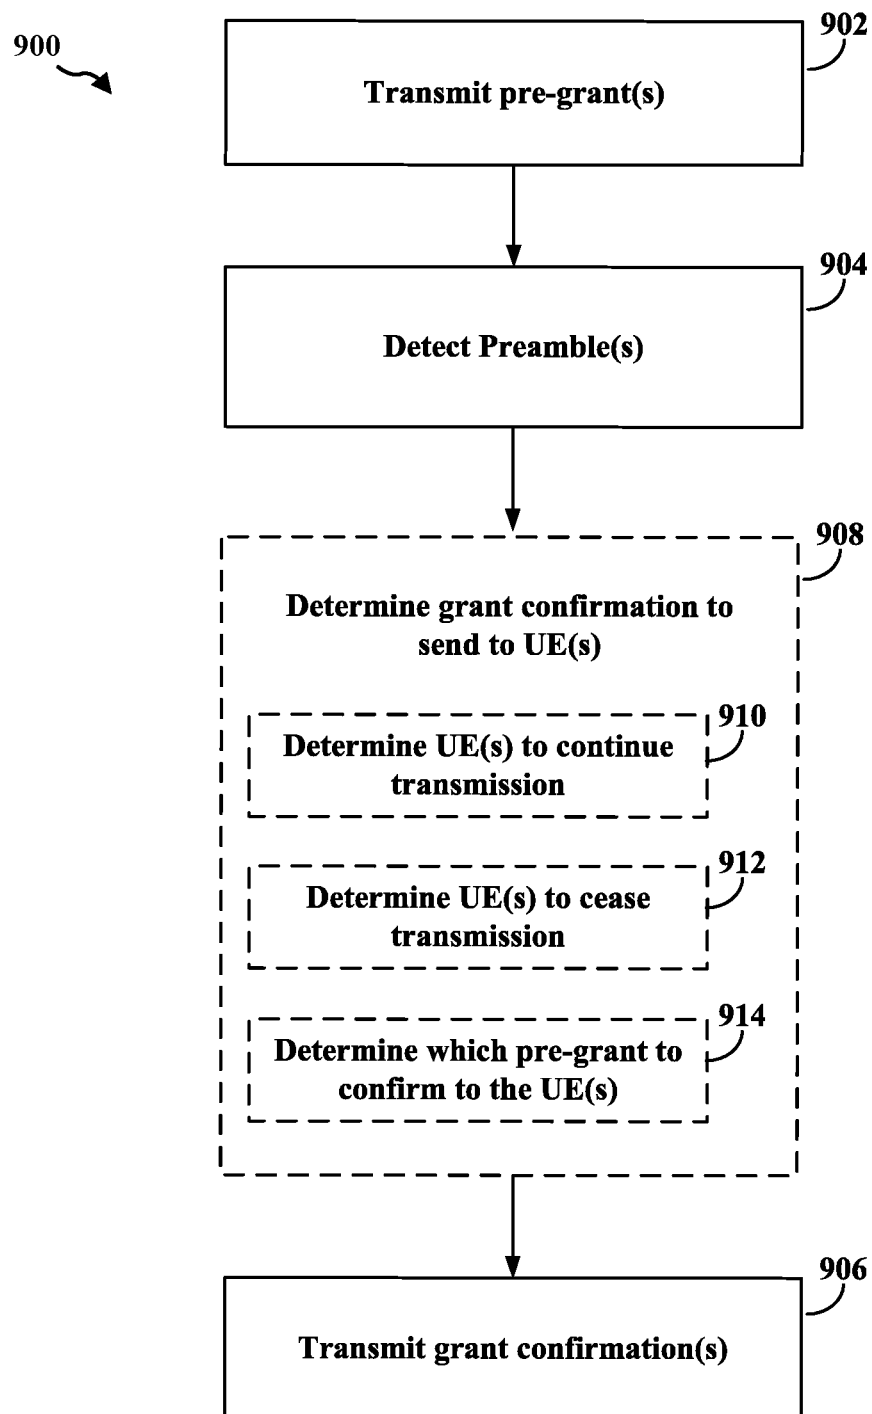 900
902
Transmit pre-grant(s)
904
Detect Preamble(s)
908
Determine grant confirmation to
send to UE(s)
910
Determine UE(s) to continue
transmission
912
Determine UE(s) to cease
transmission
914
Determine which pre-grant to
confirm to the UE(s)
906
Transmit grant confirmation(s)